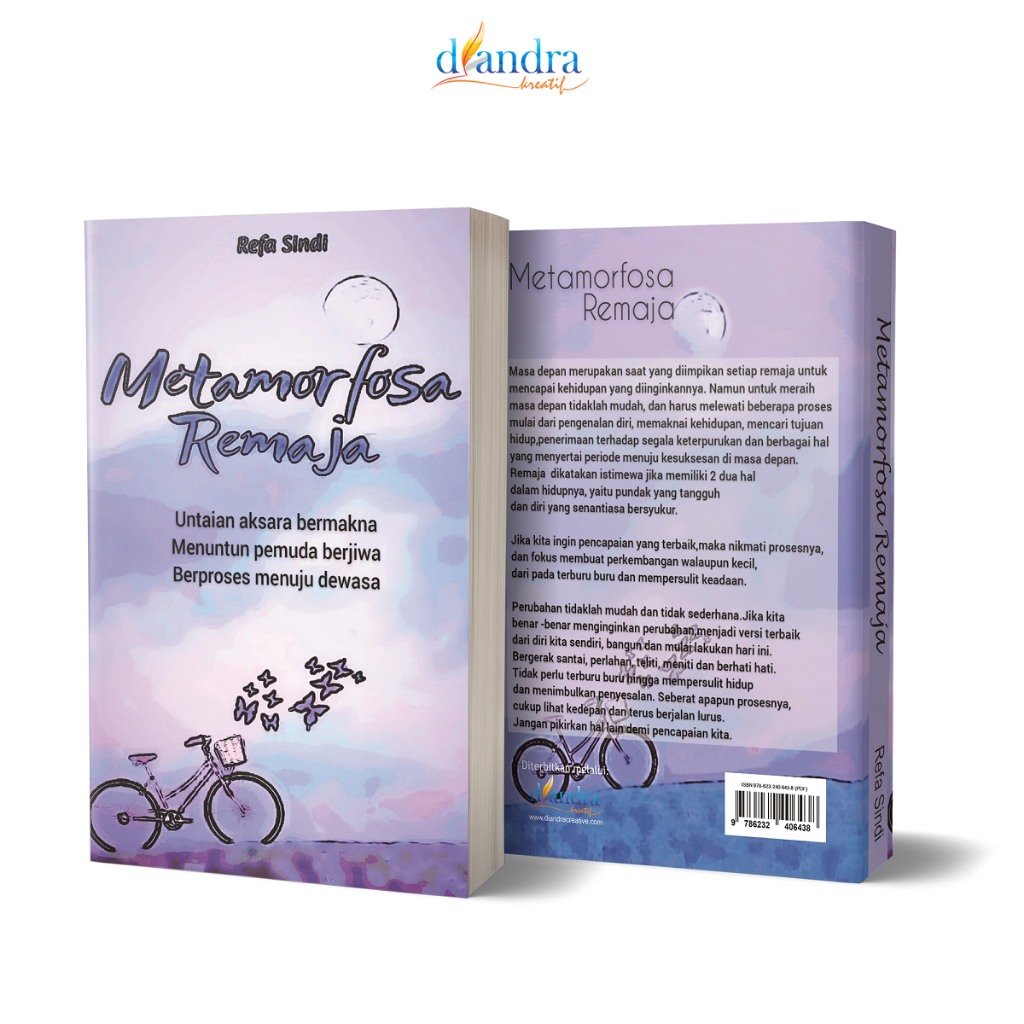 diandra
kreatif
Refa Sindi
Metamorfosa
Remaja
Untaian aksara bermakna
Menuntun pemuda berjiwa
Berproses menuju dewasa
Metamorfosa
Remaja
Masa depan merupakan saat yang diimpikan setiap remaja untuk
mencapai kehidupan yang diinginkannya. Namun untuk meraih
masa depan tidaklah mudah, dan harus melewati beberapa proses
mulai dari pengenalan diri, memaknai kehidupan, mencari tujuan
hidup,penerimaan terhadap segala keterpurukan dan berbagai hal
yang menyertai periode menuju kesuksesan di masa depan.
Remaja dikatakan istimewa jika memiliki 2 dua hal
dalam hidupnya, yaitu pundak yang tangguh
dan diri yang senantiasa bersyukur.
Jika kita ingin pencapaian yang terbaik,maka nikmati prosesnya,
dan fokus membuat perkembangan walaupun kecil,
dari pada terburu buru dan mempersulit keadaan.
Perubahan tidaklah mudah dan tidak sederhana.Jika kita
benar -benar menginginkan perubahan,menjadi versi terbaik
dari diri kita sendiri, bangun dan mulai lakukan hari ini.
Bergerak santai, perlahan, teliti, meniti dan berhati hati.
Tidak perlu terburu buru hingga mempersulit hidup
dan menimbulkan penyesalan. Seberat apapun prosesnya,
cukup lihat kedepan dan terus berjalan lurus.
Jangan pikirkan hal lain demi pencapaian kita.
Diterbitkan melalui:
diandra
kreatif
www.diandracreative.com
ISBN 978-623-240-643-8 (PDF)
9 786232 406438
Metamorfosa Remaja
Refa Sindi